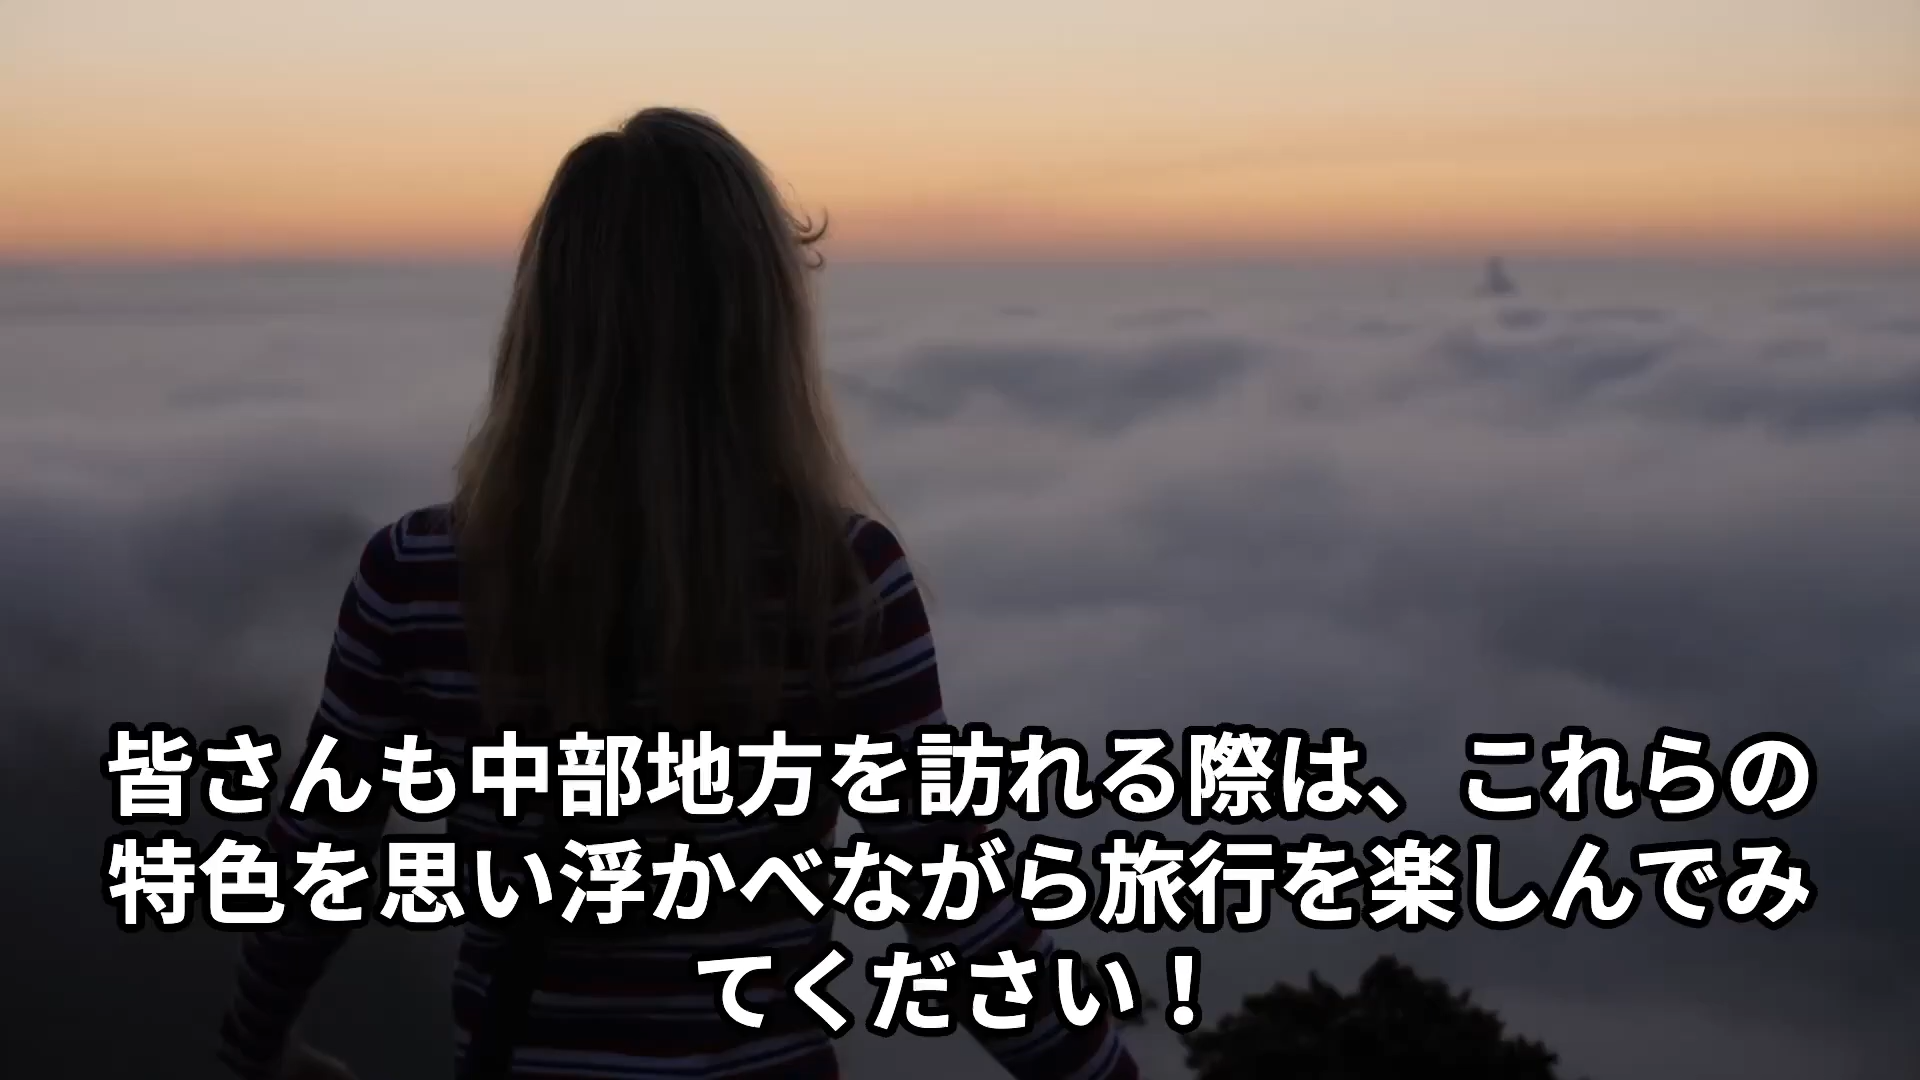 皆さんも中部地方を訪れる際は、これらの
特色を思い浮かべながら旅行を楽しんでみ
てください！